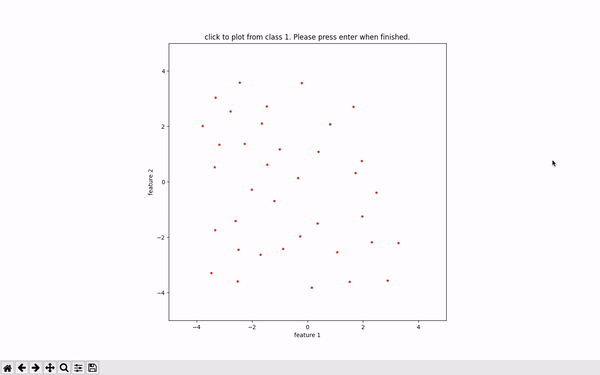 click to plot from class 1. Please press enter when finished.
4
2
0
−2
−4
feature 2
−4 −2 0 2 4
feature 1